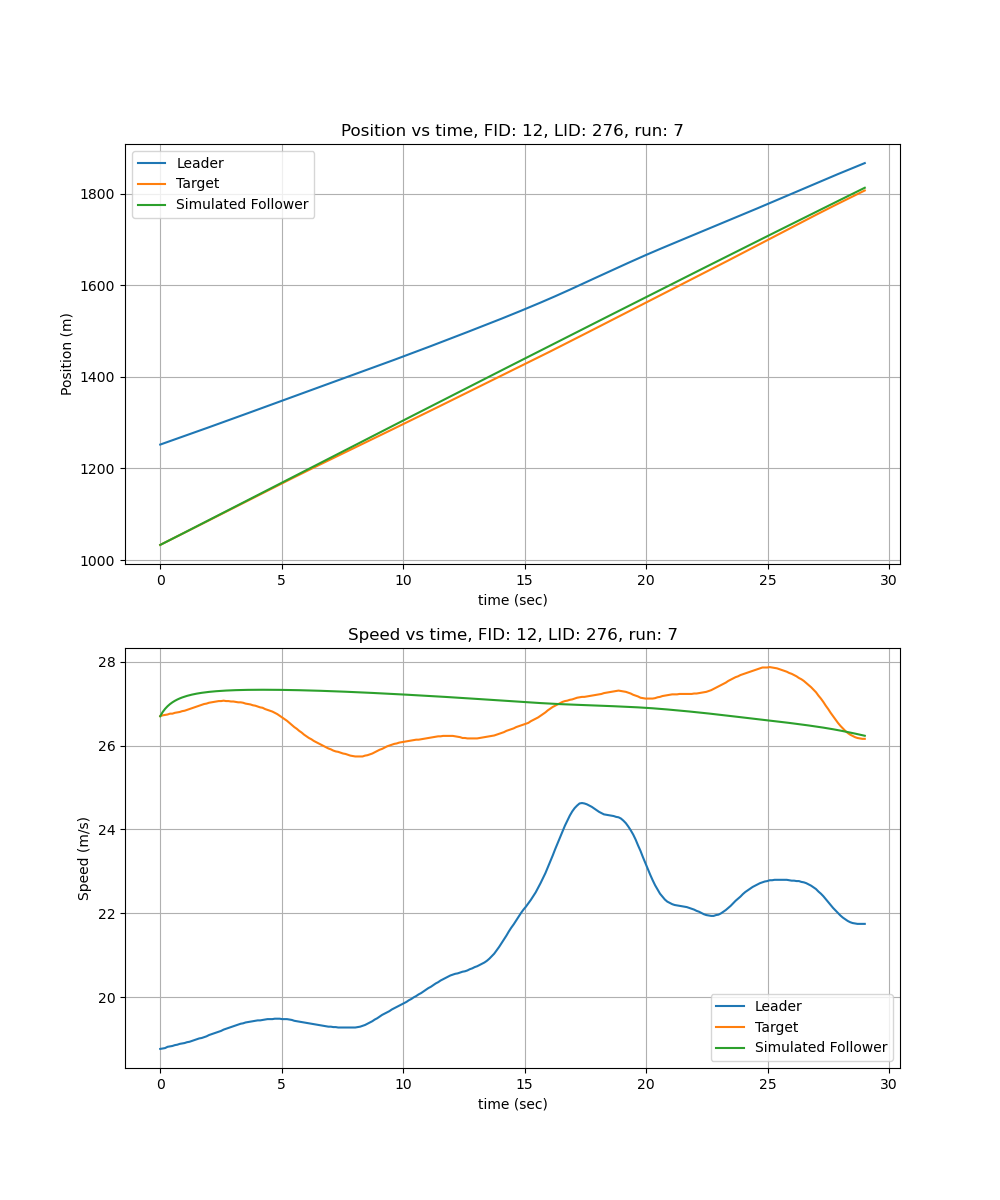 Position vs time, FID: 12, LID: 276, run: 7
Leader
Target
Simulated Follower
1800
1600
1400
1200
1000
Position (m)
0 5 10 15 20 25 30
time (sec)
Speed vs time, FID: 12, LID: 276, run: 7
28
26
24
22
20
Speed (m/s)
Leader
Target
Simulated Follower
0 5 10 15 20 25 30
time (sec)